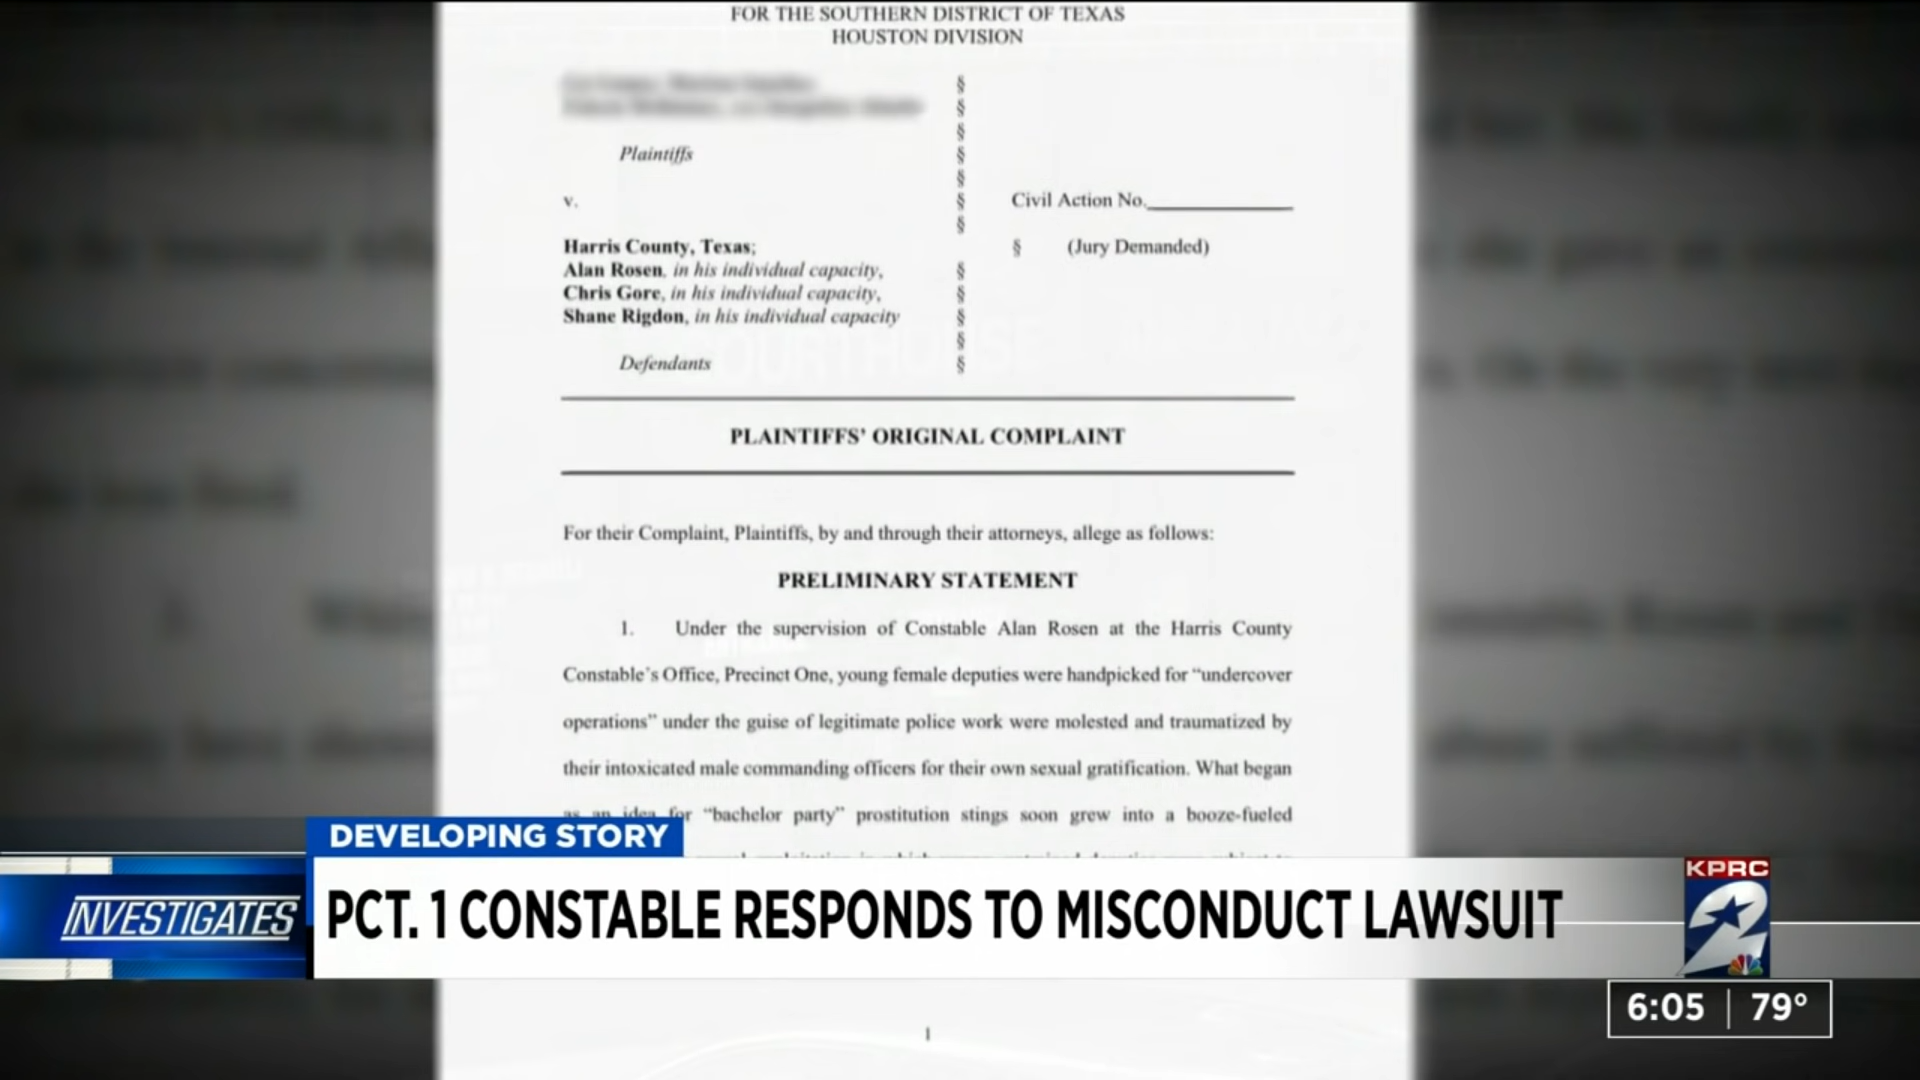 FOR THE SOUTHERN DISTRICT OF TEXAS
HOUSTON DIVISION
§
§
§
Plaintiffs §
§
v. § Civil Action No.
§
Harris County, Texas; § (Jury Demanded)
Alan Rosen, in his individual capacity, §
Chris Gore, in his individual capacity, §
Shane Rigdon, in his individual capacity §
§
Defendants §
PLAINTIFFS’ ORIGINAL COMPLAINT
For their Complaint, Plaintiffs, by and through their attorneys, allege as follows:
PRELIMINARY STATEMENT
1. Under the supervision of Constable Alan Rosen at the Harris County
Constable’s Office, Precinct One, young female deputies were handpicked for “undercover
operations” under the guise of legitimate police work were molested and traumatized by
their intoxicated male commanding officers for their own sexual gratification. What began
as an idea for “bachelor party” prostitution stings soon grew into a booze-fueled
DEVELOPING STORY
INVESTIGATES
PCT. 1 CONSTABLE RESPONDS TO MISCONDUCT LAWSUIT
KPRC
2
6:05 | 79°
1